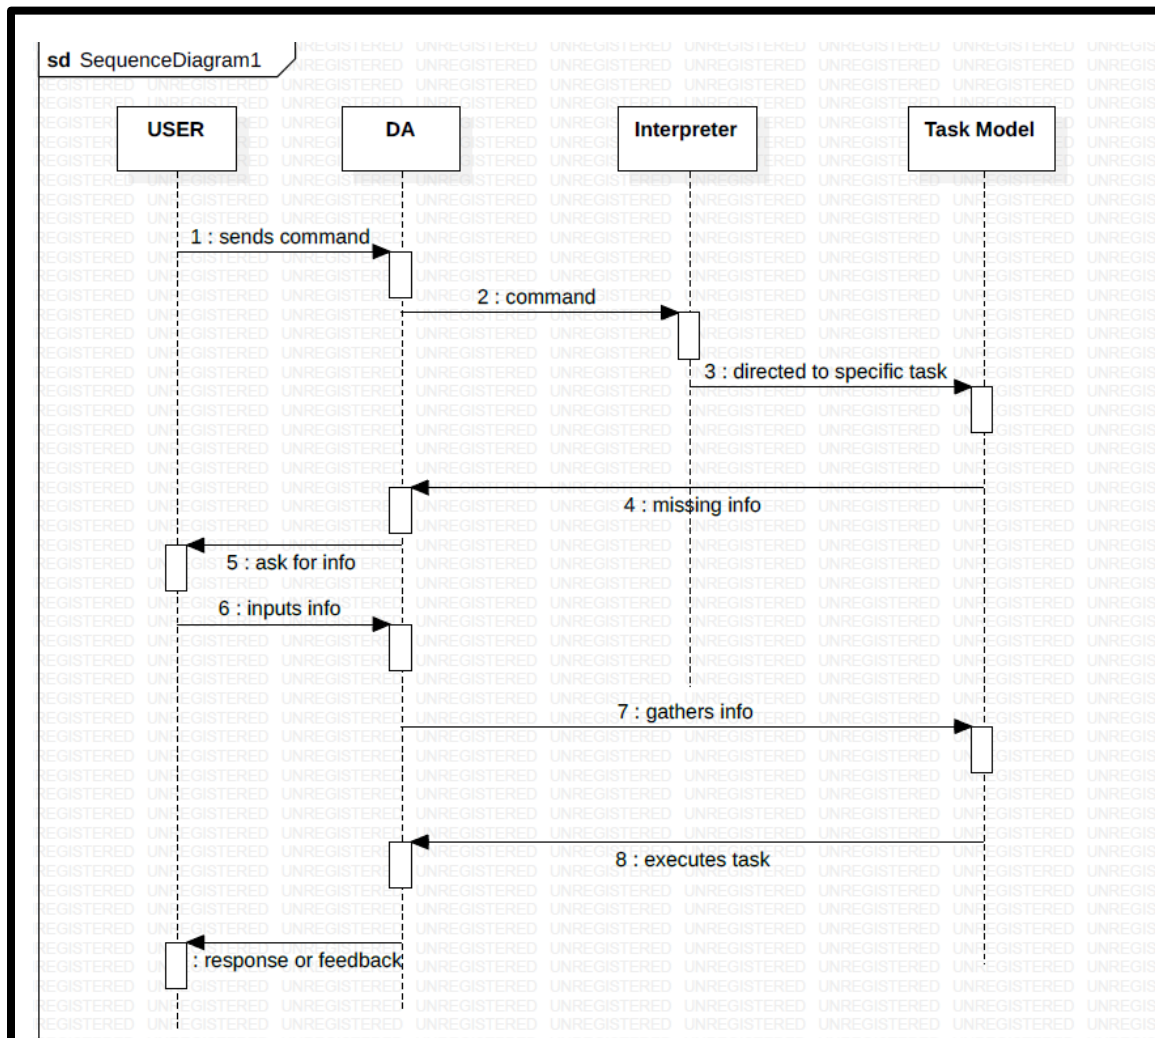 sd SequenceDiagram1
USER
DA
Interpreter
Task Model
1 : sends command
2 : command
3 : directed to specific task
4 : missing info
5 : ask for info
6 : inputs info
7 : gathers info
8 : executes task
: response or feedback
UNREGISTERED